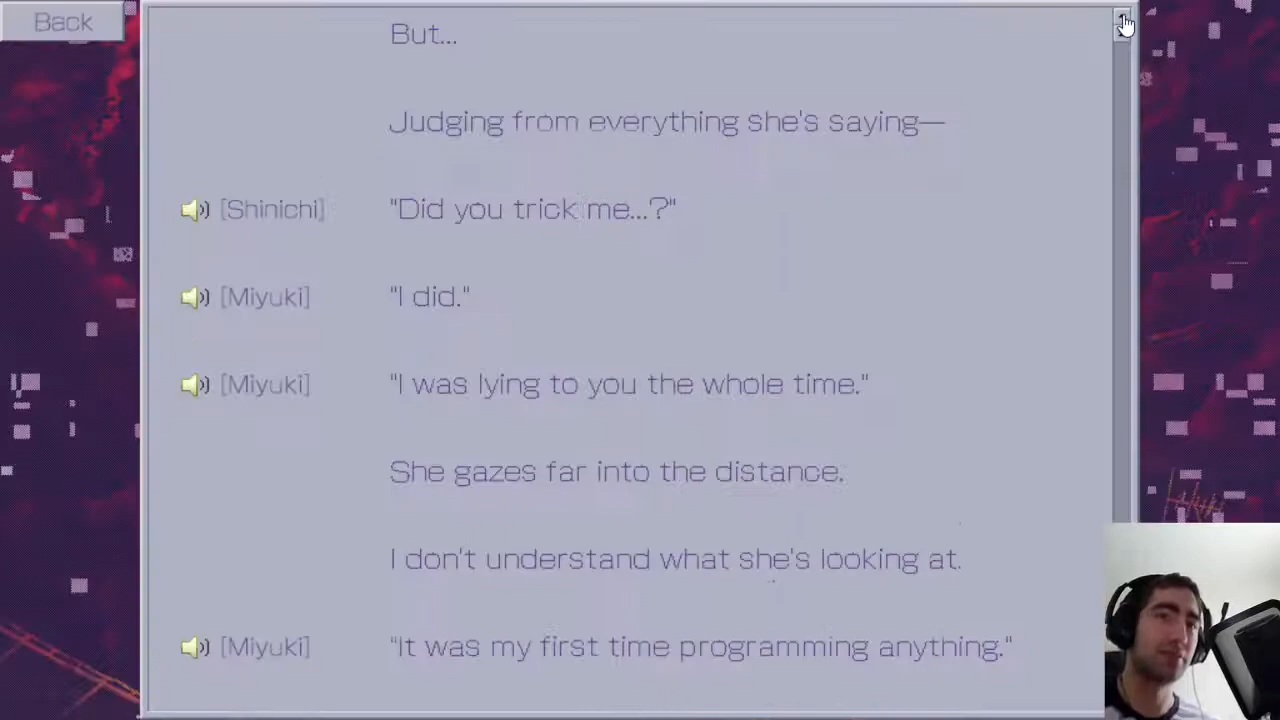 Back
But...
Judging from everything she's saying—
[Shinichi] "Did you trick me...?"
[Miyuki] "I did."
[Miyuki] "I was lying to you the whole time."
She gazes far into the distance.
I don't understand what she's looking at.
[Miyuki] "It was my first time programming anything."